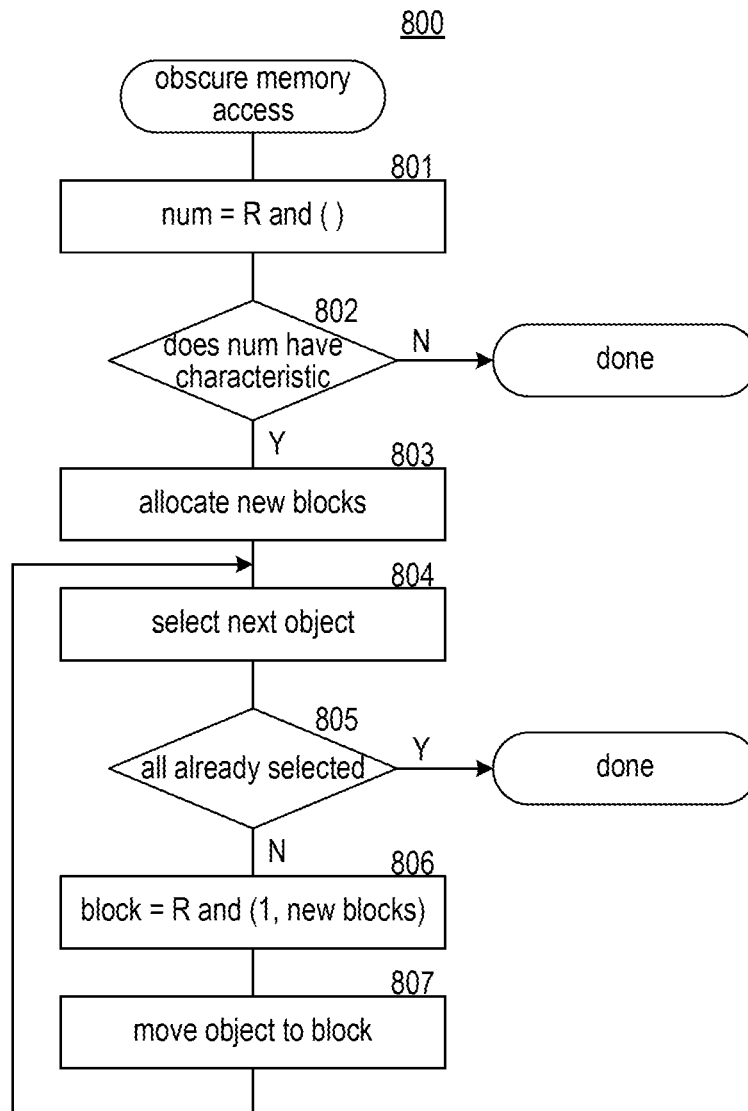 800
obscure memory
access
801
num = R and ( )
802
does num have
characteristic
N
done
Y
803
allocate new blocks
804
select next object
805
all already selected
Y
done
N
806
block = R and (1, new blocks)
807
move object to block